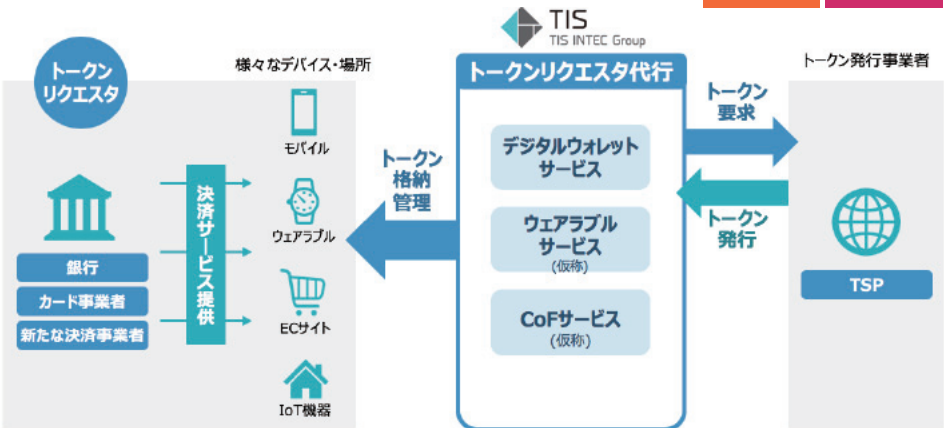 TIS
TIS INTEC Group
トークン
リクエスタ
様々なデバイス・場所
モバイル
ウェアラブル
ECサイト
IoT機器
銀行
カード事業者
新たな決済事業者
決済サービス提供
トークン
格納
管理
トークンリクエスタ代行
デジタルウォレット
サービス
ウェアラブル
サービス
(仮称)
CoFサービス
(仮称)
トークン
要求
トークン
発行
トークン発行事業者
TSP